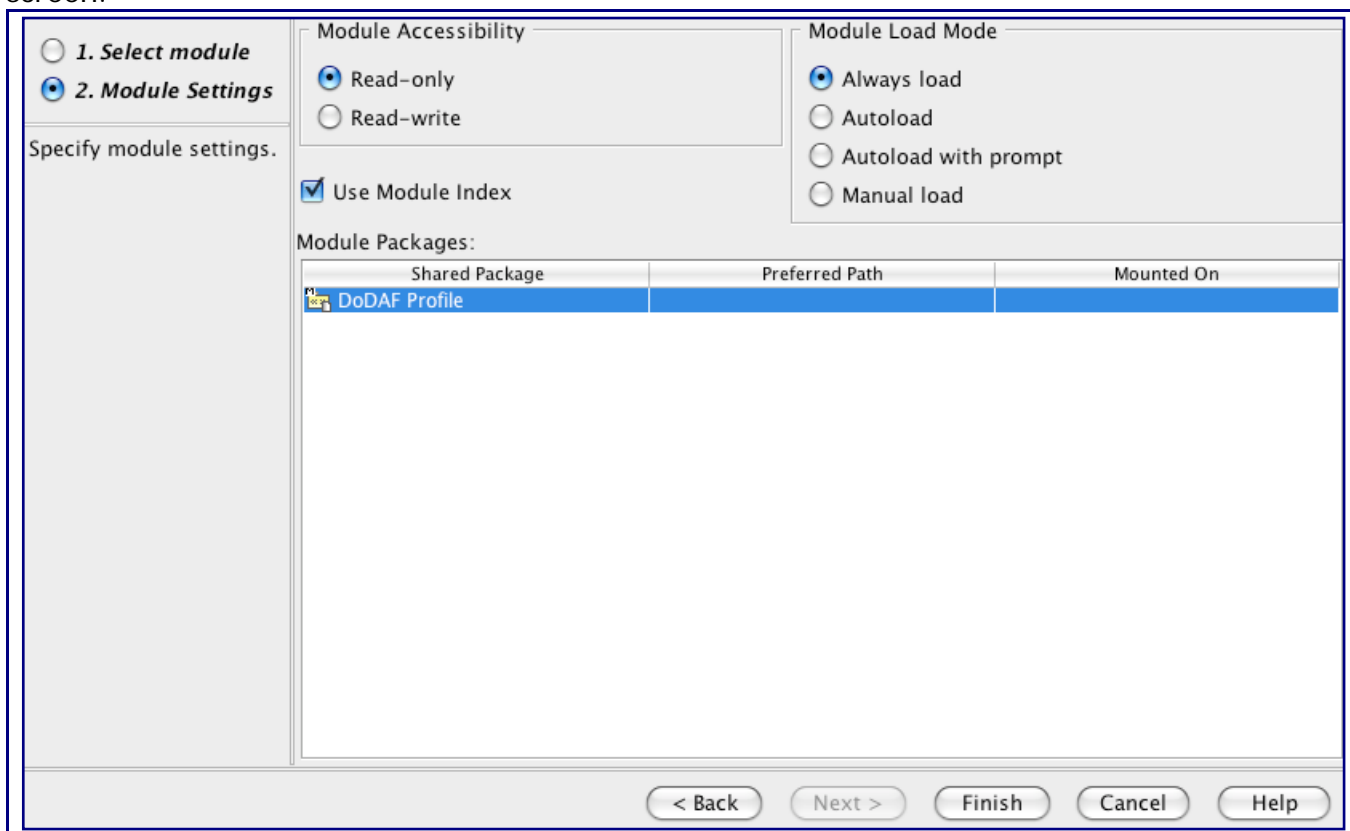 1. Select module
2. Module Settings
Specify module settings.
Module Accessibility
Read-only
Read-write
Module Load Mode
Always load
Autoload
Autoload with prompt
Manual load
Use Module Index
Module Packages:
Shared Package Preferred Path Mounted On
DoDAF Profile
< Back Next > Finish Cancel Help